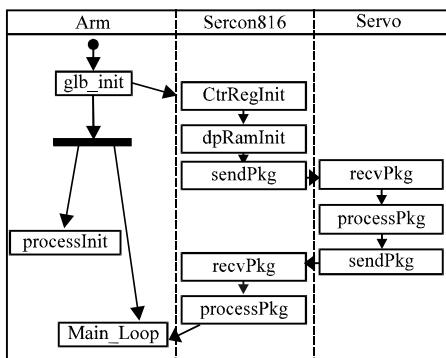 Arm
Sercon816
Servo
glb_init
CtrRegInit
dpRamInit
sendPkg
recvPkg
processPkg
processInit
sendPkg
recvPkg
processPkg
Main_Loop